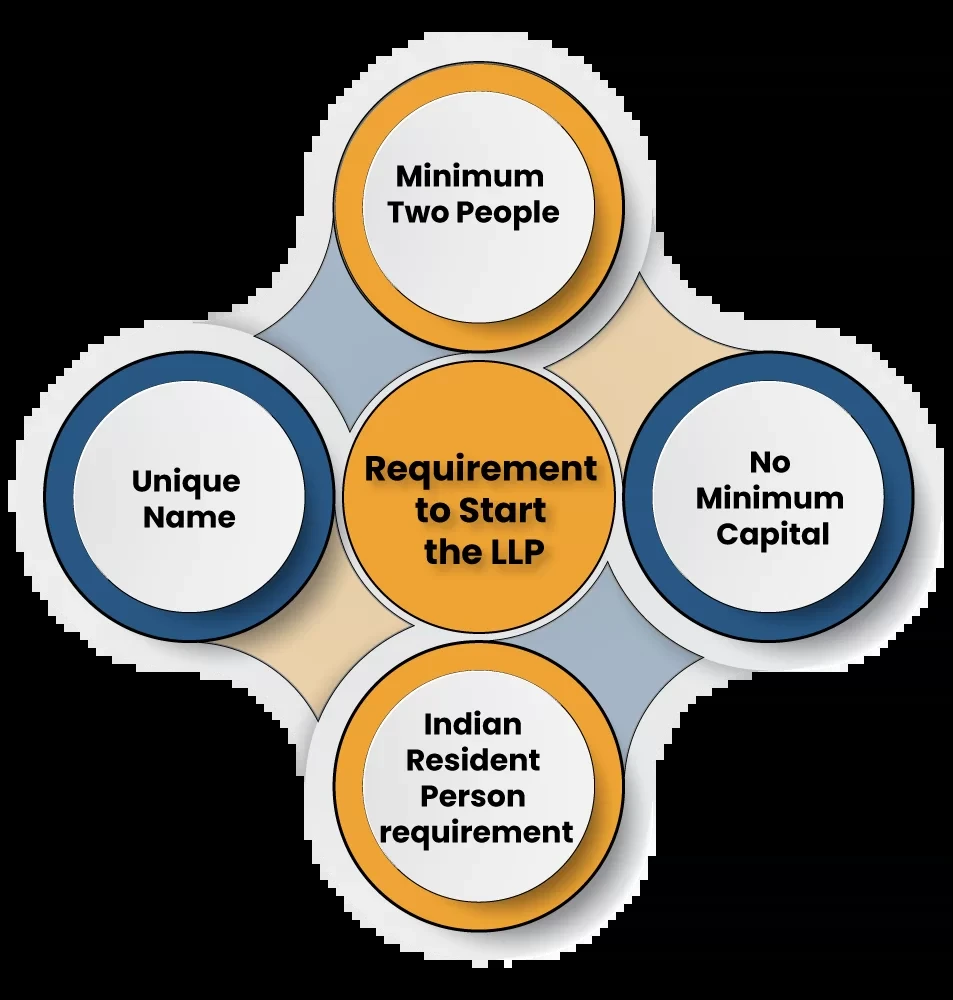 Minimum
Two People
Unique
Name
Requirement
to Start
the LLP
No
Minimum
Capital
Indian
Resident
Person
requirement